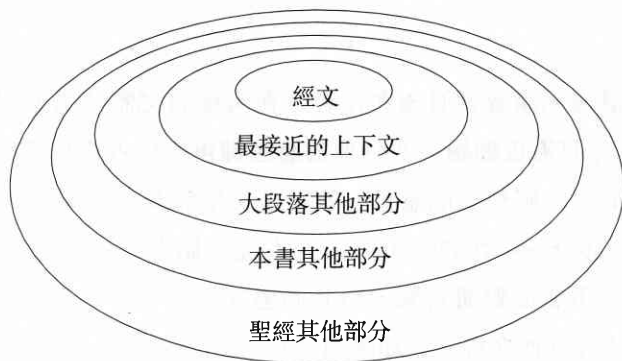 經文
最接近的上下文
大段落其他部分
本書其他部分
聖經其他部分